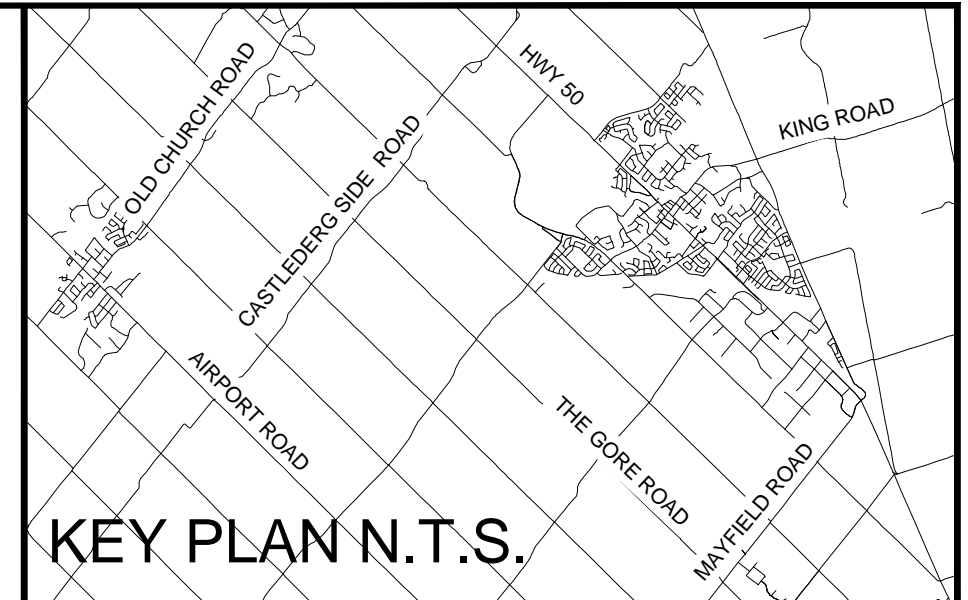 HWY 50
OLD CHURCH ROAD
KING ROAD
CASTLEDERG SIDE ROAD
AIRPORT ROAD
THE GORE ROAD
MAYFIELD ROAD
KEY PLAN N.T.S.